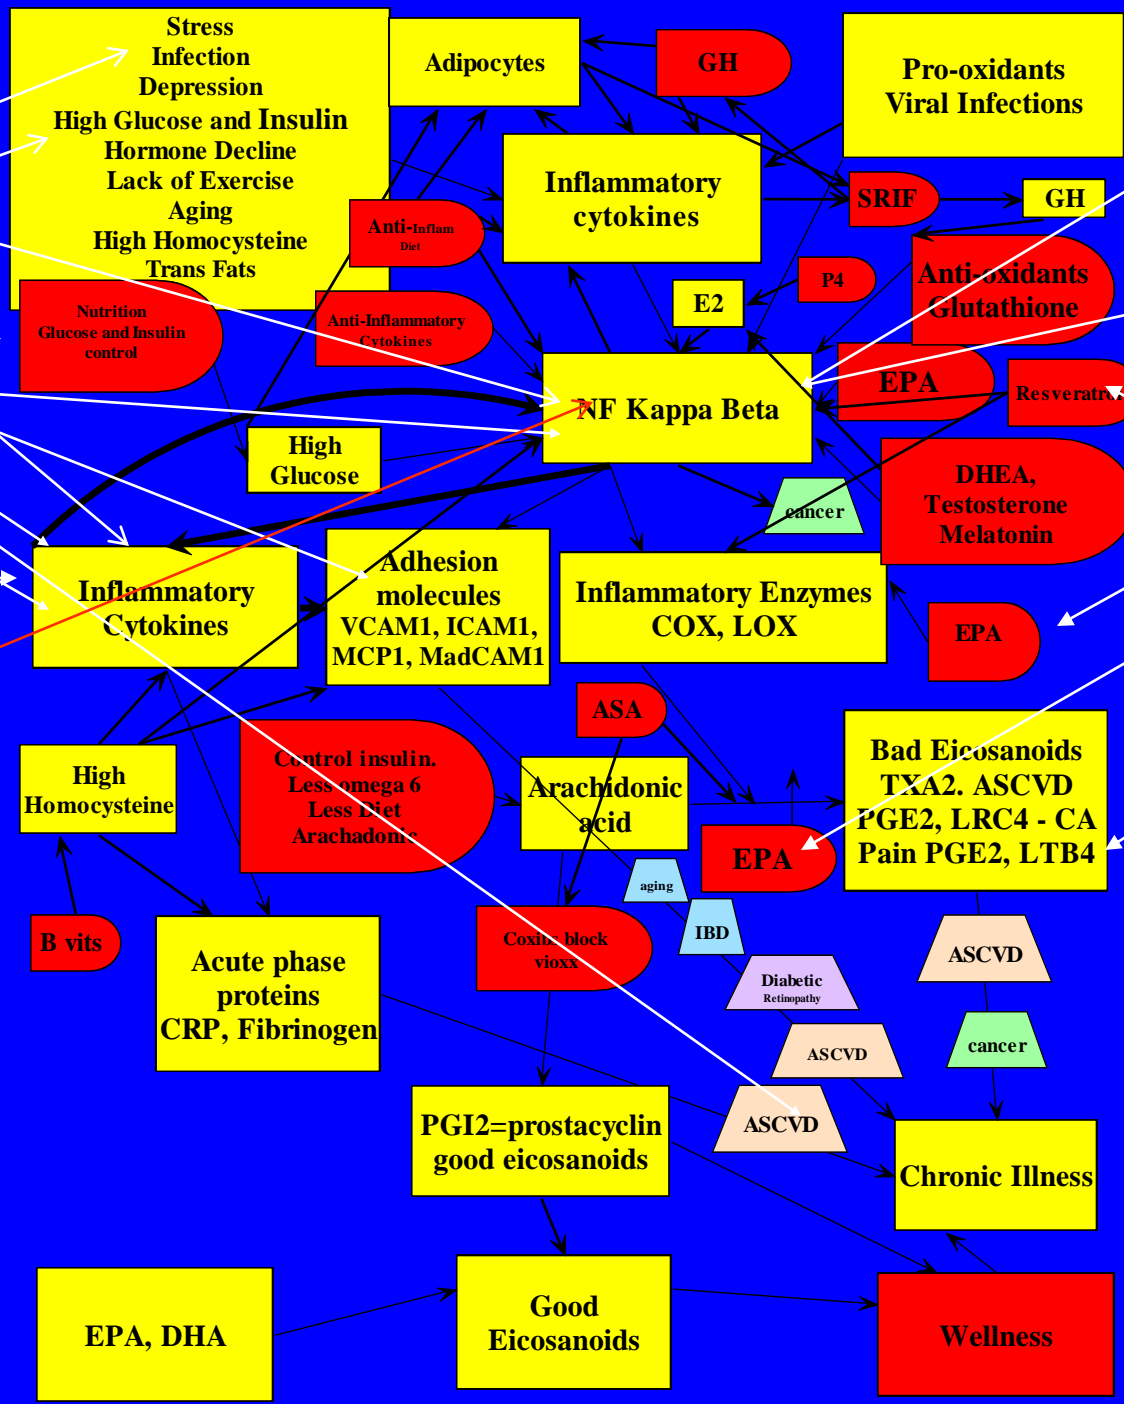 Stress
Infection
Depression
High Glucose and Insulin
Hormone Decline
Lack of Exercise
Aging
High Homocysteine
Trans Fats
Adipocytes
GH
Pro-oxidants
Viral Infections
Inflammatory
cytokines
SRIF
GH
Anti-Inflam
Diet
Anti-oxidants
Glutathione
P4
E2
Nutrition
Glucose and Insulin
control
Anti-Inflammatory
Cytokines
NF Kappa Beta
EPA
Resveratrol
High
Glucose
DHEA,
Testosterone
Melatonin
cancer
Inflammatory
Cytokines
Adhesion
molecules
VCAM1, ICAM1,
MCP1, MadCAM1
Inflammatory Enzymes
COX, LOX
EPA
ASA
High
Homocysteine
Control insulin.
Less omega 6
Less Diet
Arachadonic
Arachidonic
acid
Bad Eicosanoids
TXA2. ASCVD
PGE2, LRC4 - CA
Pain PGE2, LTB4
EPA
aging
IBD
B vits
Coxibs block
vioxx
Acute phase
proteins
CRP, Fibrinogen
Diabetic
Retinopathy
ASCVD
ASCVD
cancer
ASCVD
PGI2=prostacyclin
good eicosanoids
Chronic Illness
EPA, DHA
Good
Eicosanoids
Wellness